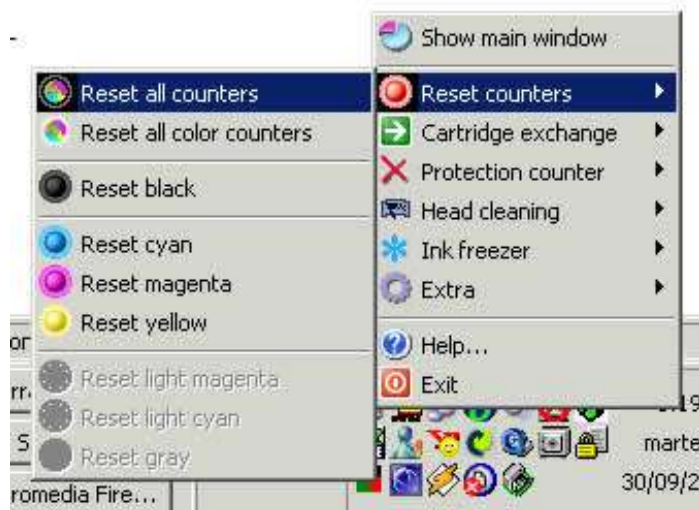 Show main window
Reset counters
Cartridge exchange
Protection counter
Head cleaning
Ink freezer
Extra
Help...
Exit
Reset all counters
Reset all color counters
Reset black
Reset cyan
Reset magenta
Reset yellow
Reset light magenta
Reset light cyan
Reset gray
or
S
romedia Fire...
marte
30/09/2